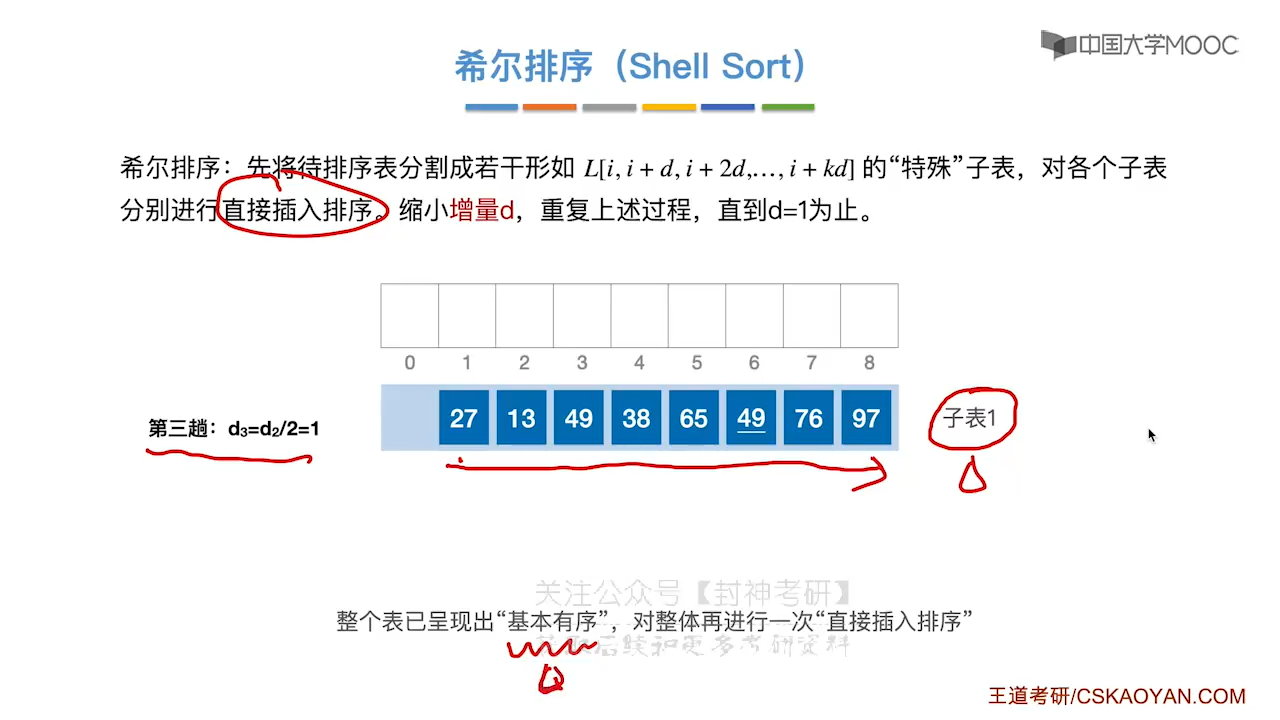 中国大学MOOC
希尔排序（Shell Sort）
希尔排序：先将待排序表分割成若干形如 L[i, i + d, i + 2d,…, i + kd] 的“特殊”子表，对各个子表
分别进行直接插入排序。缩小增量d，重复上述过程，直到d=1为止。
0 1 2 3 4 5 6 7 8
第三趟：d₃=d₂/2=1
27 13 49 38 65 49 76 97
子表1
关注公众号【封神考研】
整个表已呈现出“基本有序”，对整体再进行一次“直接插入排序”
获取后续和更多考研资料
王道考研/CSKAOYAN.COM